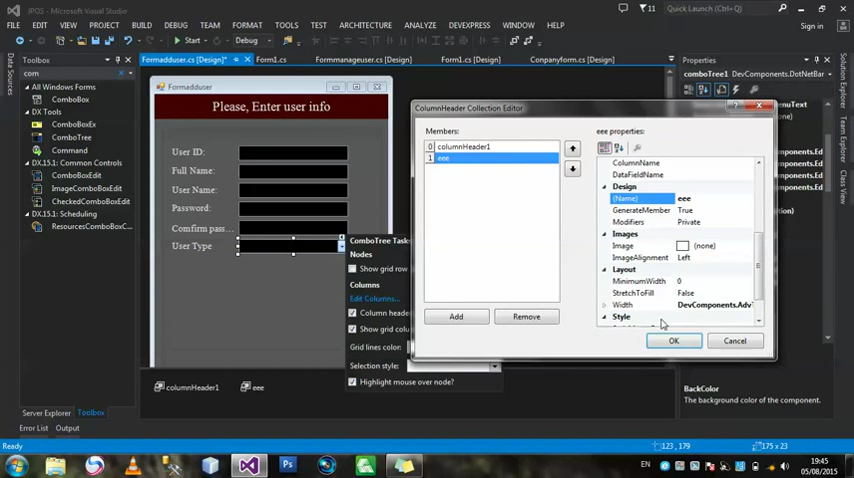 JPOS - Microsoft Visual Studio
11
Quick Launch (Ctrl+Q)
FILE EDIT VIEW PROJECT BUILD DEBUG TEAM FORMAT TOOLS TEST ARCHITECTURE ANALYZE DEVEXPRESS WINDOW HELP
Sign in
Start
Debug
Data Sources
Toolbox
com
All Windows Forms
ComboBox
DX Tools
ComboBoxEx
ComboTree
Command
DX.15.1: Common Controls
ComboBoxEdit
ImageComboBoxEdit
CheckedComboBoxEdit
DX.15.1: Scheduling
ResourcesComboBoxC...
Server Explorer Toolbox
Formadduser.cs [Design]* Form1.cs Formmanageuser.cs Form1.cs [Design] Conpanyform.cs
Formadduser
Please, Enter user info
User ID:
Full Name:
User Name:
Password:
Comfirm pass...
User Type
ComboTree Tasks
Nodes
Show grid row
Columns
Edit Columns...
Column heade
Show grid colu
Grid lines color:
Selection style:
Highlight mouse over node?
columnHeader1 eee
ColumnHeader Collection Editor
Members:
0 columnHeader1
1 eee
Add Remove
eee properties:
ColumnName
DataFieldName
Design
(Name) eee
GenerateMember True
Modifiers Private
Images
Image (none)
ImageAlignment Left
Layout
MinimumWidth 0
StretchToFill False
Width DevComponents.Adv
Style
OK Cancel
Properties
comboTree1 DevComponents.DotNetBar
MenuText
BackColor
The background color of the component.
Solution Explorer
Class View
Error List Output
Ready
123 , 179
175 x 23
EN
19:45
05/08/2015